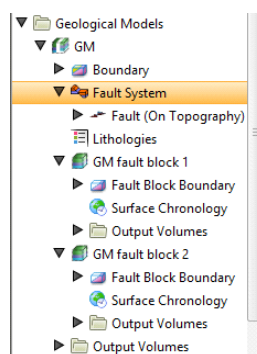 Geological Models
GM
Boundary
Fault System
Fault (On Topography)
Lithologies
GM fault block 1
Fault Block Boundary
Surface Chronology
Output Volumes
GM fault block 2
Fault Block Boundary
Surface Chronology
Output Volumes
Output Volumes